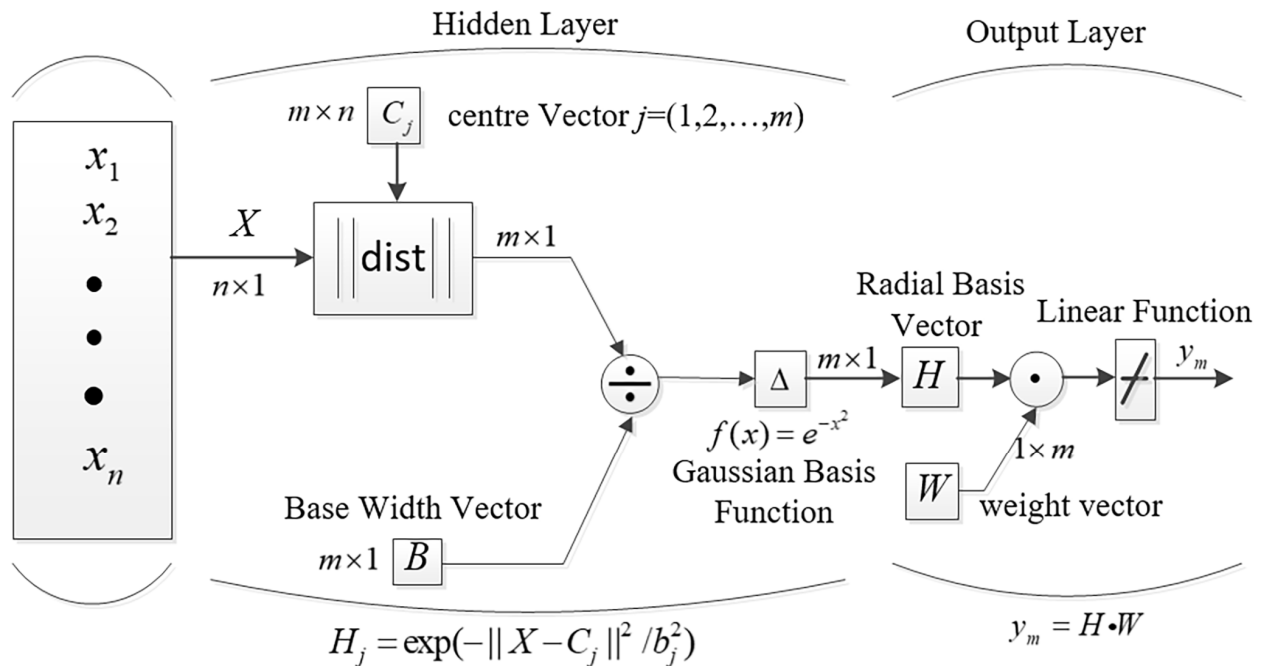 Hidden Layer
Output Layer
m×n
C_j
centre Vector j=(1,2,…,m)
x_1
x_2
x_n
X
n×1
||dist||
m×1
÷
Δ
f(x)=e^{-x^2}
Gaussian Basis
Function
m×1
Radial Basis
Vector
H
Linear Function
y_m
1×m
W
weight vector
Base Width Vector
m×1
B
H_j = exp(-||X-C_j||^2/b_j^2)
y_m = H•W